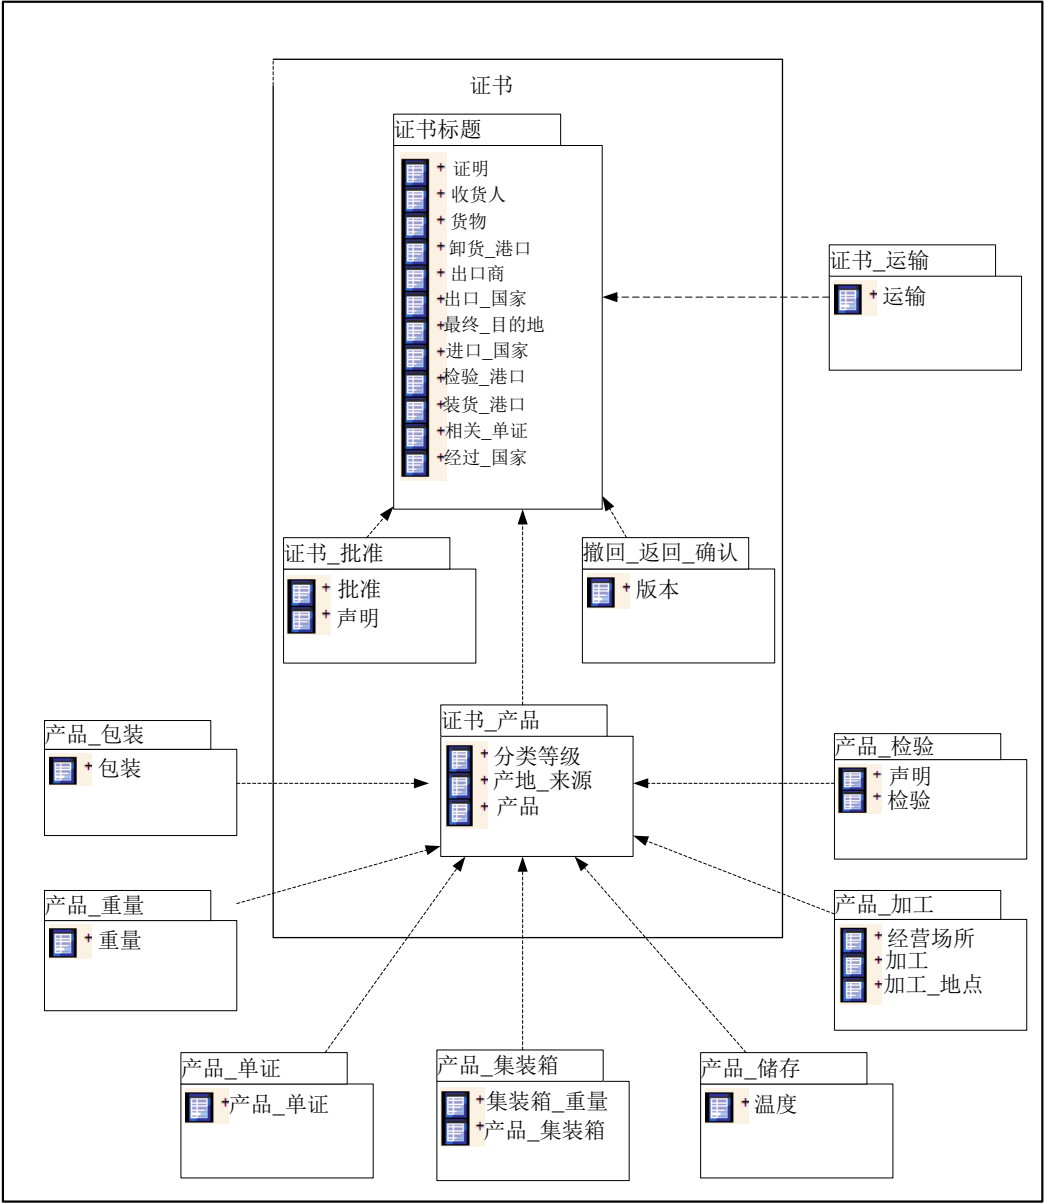 证书
证书标题
+ 证明
+ 收货人
+ 货物
+ 卸货_港口
+ 出口商
+出口_国家
+最终_目的地
+进口_国家
+检验_港口
+装货_港口
+相关_单证
+经过_国家
证书_运输
+ 运输
证书_批准
+ 批准
+ 声明
撤回_返回_确认
+ 版本
证书_产品
+ 分类等级
+ 产地_来源
+ 产品
产品_包装
+ 包装
产品_检验
+ 声明
+ 检验
产品_重量
+ 重量
产品_加工
+ 经营场所
+加工
+加工_地点
产品_单证
+产品_单证
产品_集装箱
+集装箱_重量
+产品_集装箱
产品_储存
+ 温度